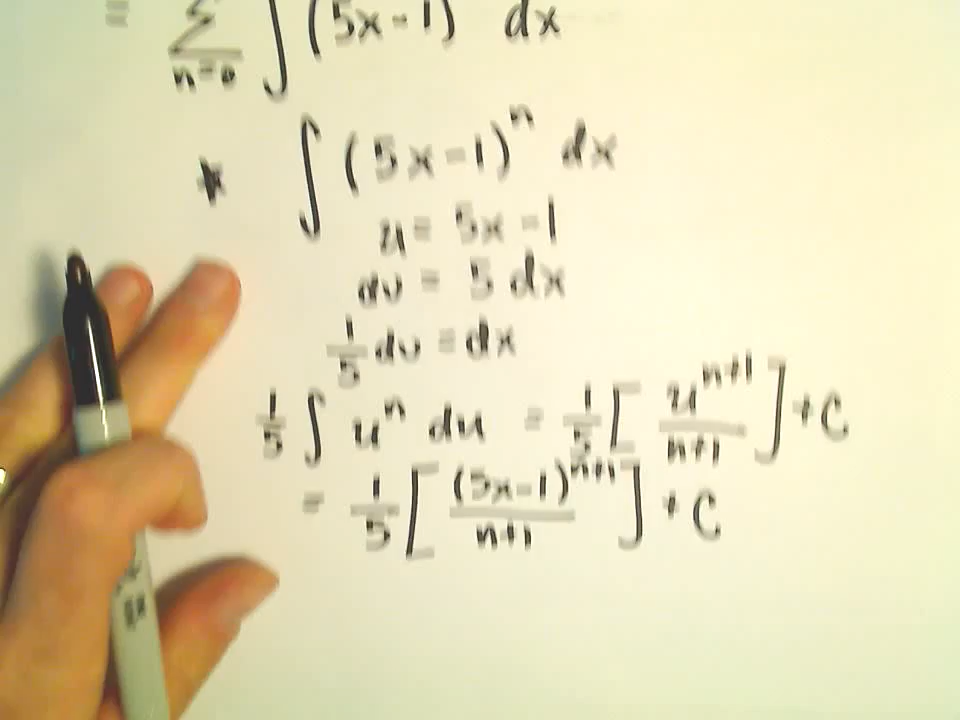 = ∑ n=0 ∫ (5x-1) dx
* ∫ (5x-1)^n dx
u = 5x-1
du = 5 dx
1/5 du = dx
1/5 ∫ u^n du = 1/5 [ u^(n+1) / n+1 ] + C
= 1/5 [ (5x-1)^(n+1) / n+1 ] + C